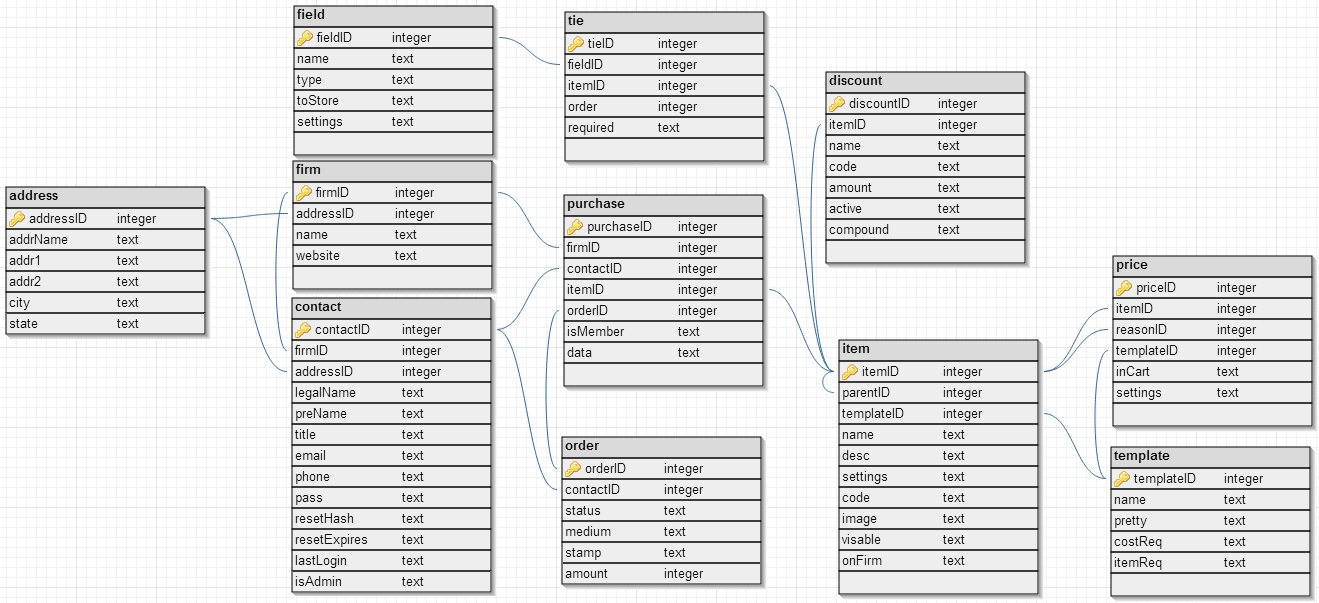 field
fieldID integer
name text
type text
toStore text
settings text
tie
tieID integer
fieldID integer
itemID integer
order integer
required text
discount
discountID integer
itemID integer
name text
code text
amount text
active text
compound text
firm
firmID integer
addressID integer
name text
website text
address
addressID integer
addrName text
addr1 text
addr2 text
city text
state text
purchase
purchaseID integer
firmID integer
contactID integer
itemID integer
orderID integer
isMember text
data text
price
priceID integer
itemID integer
reasonID integer
templateID integer
inCart text
settings text
contact
contactID integer
firmID integer
addressID integer
legalName text
preName text
title text
email text
phone text
pass text
resetHash text
resetExpires text
lastLogin text
isAdmin text
item
itemID integer
parentID integer
templateID integer
name text
desc text
settings text
code text
image text
visable text
onFirm text
order
orderID integer
contactID integer
status text
medium text
stamp text
amount integer
template
templateID integer
name text
pretty text
costReq text
itemReq text